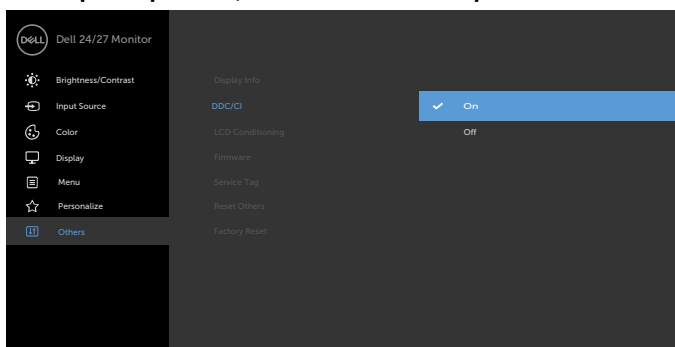 DELL Dell 24/27 Monitor
Brightness/Contrast
Input Source
Color
Display
Menu
Personalize
Others
Display Info
DDC/CI
LCD Conditioning
Firmware
Service Tag
Reset Others
Factory Reset
On
Off